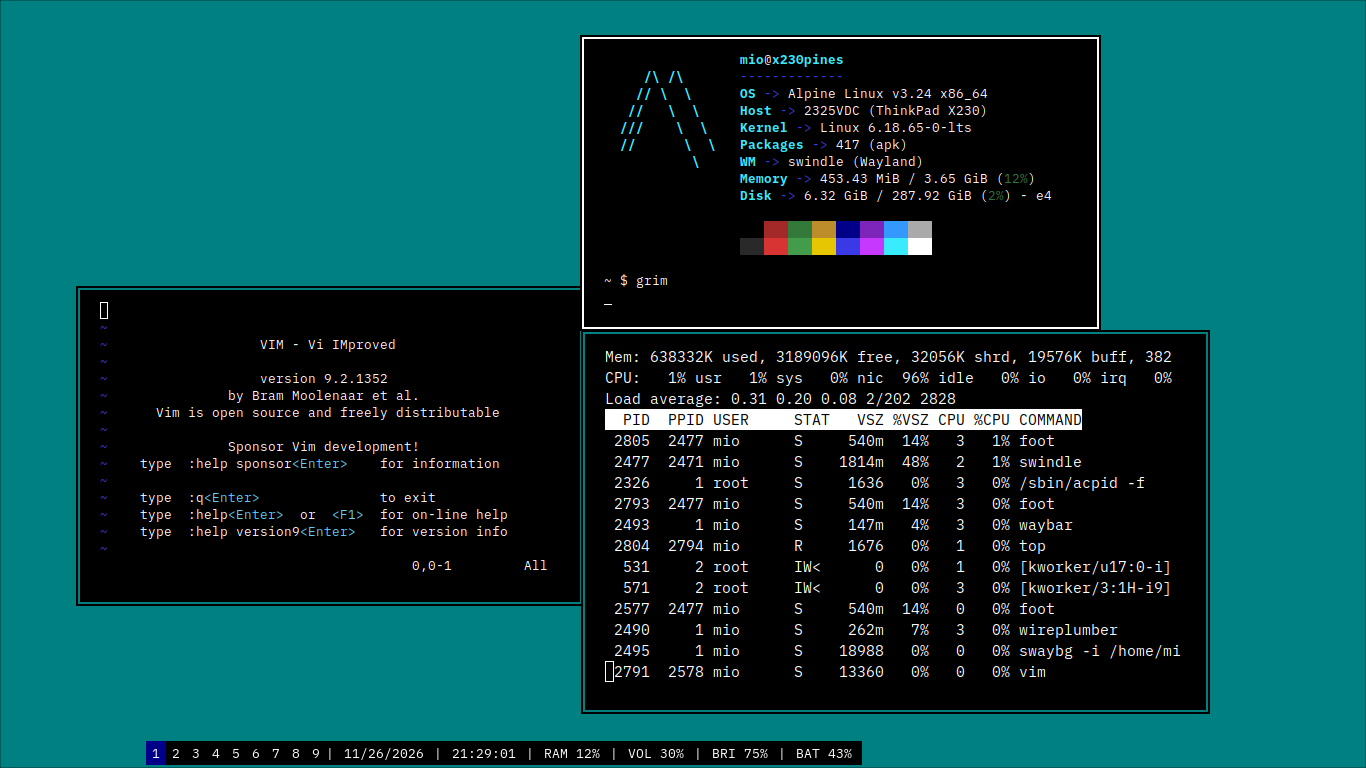 mio@x230pines
-------------
OS -> Alpine Linux v3.24 x86_64
Host -> 2325VDC (ThinkPad X230)
Kernel -> Linux 6.18.65-0-lts
Packages -> 417 (apk)
WM -> swindle (Wayland)
Memory -> 453.43 MiB / 3.65 GiB (12%)
Disk -> 6.32 GiB / 287.92 GiB (2%) - e4
~ $ grim
~
~
~ VIM - Vi IMproved
~
~ version 9.2.1352
~ by Bram Moolenaar et al.
~ Vim is open source and freely distributable
~
~ Sponsor Vim development!
~ type :help sponsor<Enter> for information
~
~ type :q<Enter> to exit
~ type :help<Enter> or <F1> for on-line help
~ type :help version9<Enter> for version info
~
0,0-1 All
Mem: 638332K used, 3189096K free, 32056K shrd, 19576K buff, 382
CPU: 1% usr 1% sys 0% nic 96% idle 0% io 0% irq 0%
Load average: 0.31 0.20 0.08 2/202 2828
PID PPID USER STAT VSZ %VSZ CPU %CPU COMMAND
2805 2477 mio S 540m 14% 3 1% foot
2477 2471 mio S 1814m 48% 2 1% swindle
2326 1 root S 1636 0% 3 0% /sbin/acpid -f
2793 2477 mio S 540m 14% 3 0% foot
2493 1 mio S 147m 4% 3 0% waybar
2804 2794 mio R 1676 0% 1 0% top
531 2 root IW< 0 0% 1 0% [kworker/u17:0-i]
571 2 root IW< 0 0% 3 0% [kworker/3:1H-i9]
2577 2477 mio S 540m 14% 0 0% foot
2490 1 mio S 262m 7% 3 0% wireplumber
2495 1 mio S 18988 0% 0 0% swaybg -i /home/mi
2791 2578 mio S 13360 0% 0 0% vim
1 2 3 4 5 6 7 8 9 | 11/26/2026 | 21:29:01 | RAM 12% | VOL 30% | BRI 75% | BAT 43%